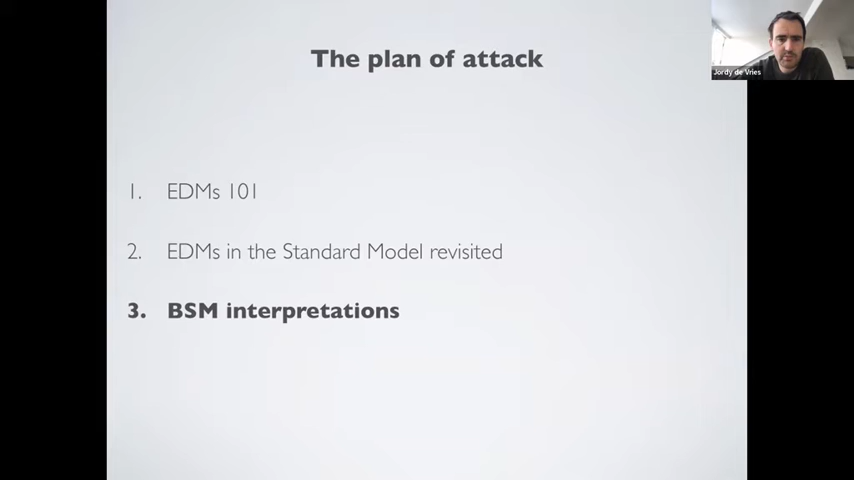 The plan of attack
Jordy de Vries
1. EDMs 101
2. EDMs in the Standard Model revisited
3. BSM interpretations